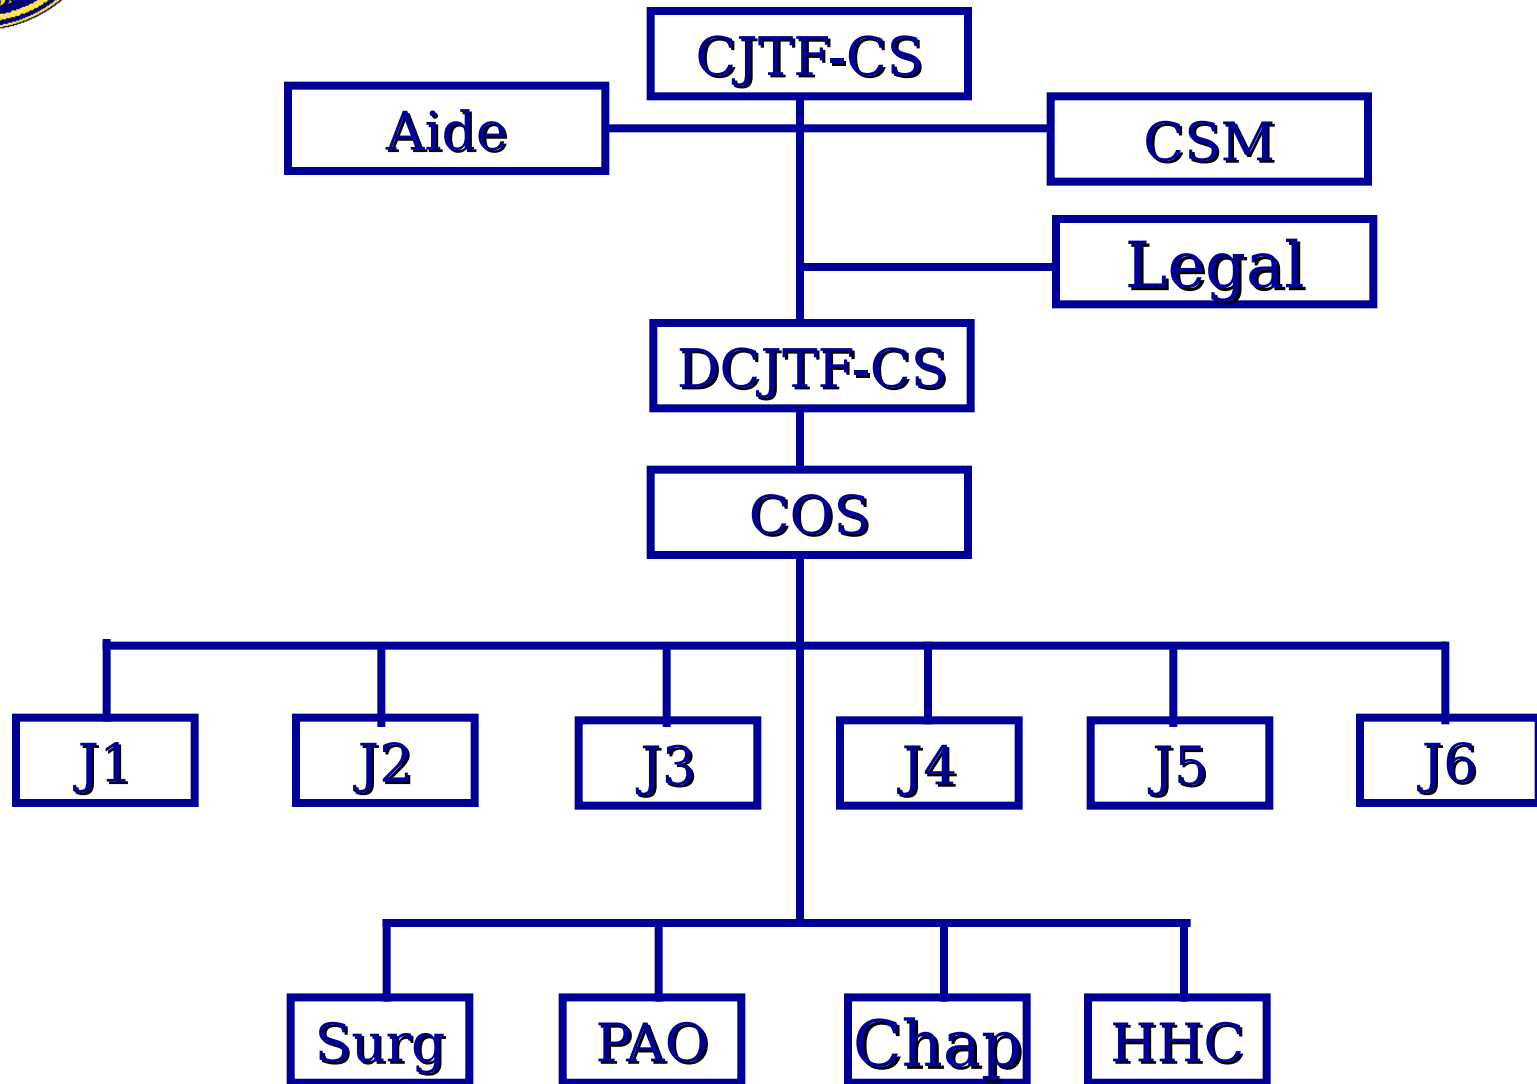 CJTF-CS
Aide
CSM
Legal
DCJTF-CS
COS
J1
J2
J3
J4
J5
J6
Surg
PAO
Chap
HHC